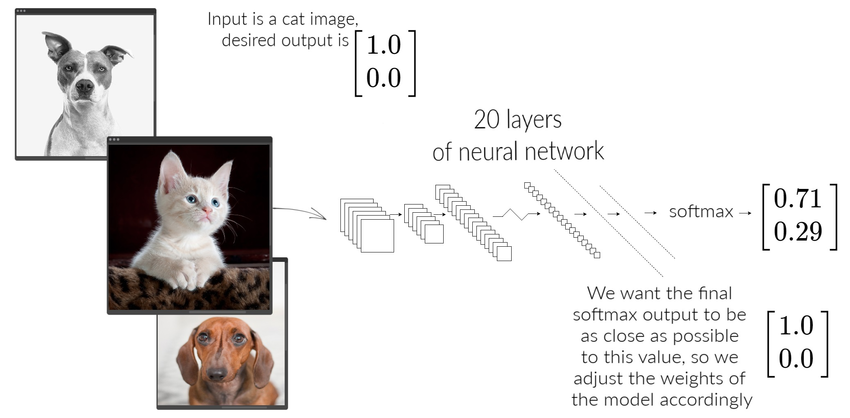 Input is a cat image,
desired output is
1.0
0.0
20 layers
of neural network
softmax
0.71
0.29
We want the final
softmax output to be
as close as possible
to this value, so we
adjust the weights of
the model accordingly
1.0
0.0